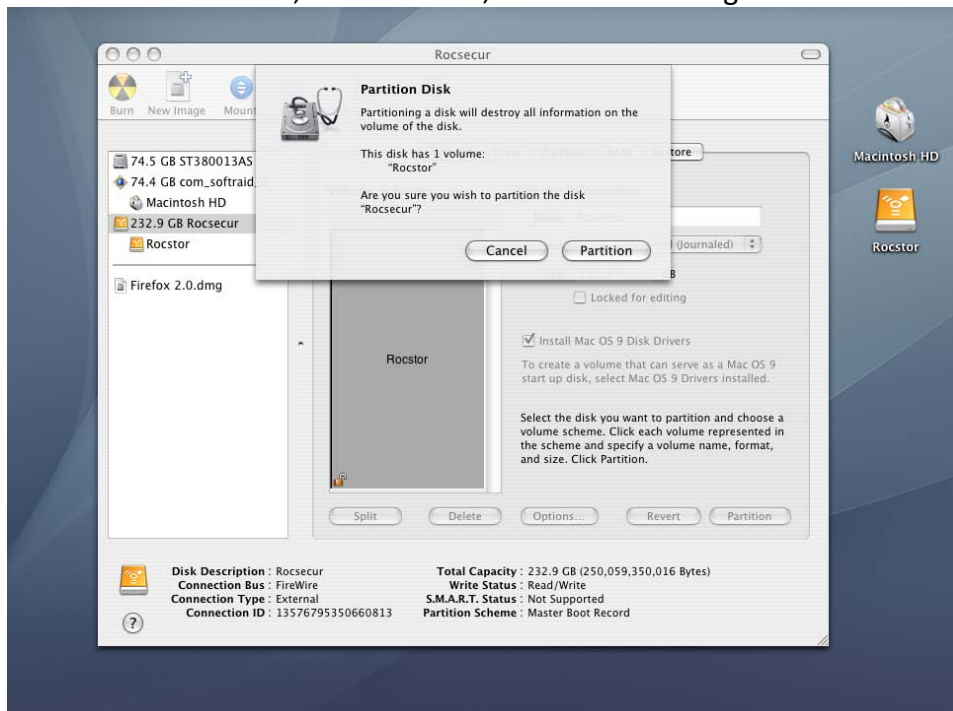 Rocsecur
Burn New Image Mount
Partition Disk
Partitioning a disk will destroy all information on the
volume of the disk.
This disk has 1 volume:
"Rocstor"
Are you sure you wish to partition the disk
"Rocsecur"?
Cancel Partition
74.5 GB ST380013AS
74.4 GB com_softraid
Macintosh HD
232.9 GB Rocsecur
Rocstor
Firefox 2.0.dmg
(Journaled)
Locked for editing
Rocstor
Install Mac OS 9 Disk Drivers
To create a volume that can serve as a Mac OS 9
start up disk, select Mac OS 9 Drivers installed.
Select the disk you want to partition and choose a
volume scheme. Click each volume represented in
the scheme and specify a volume name, format,
and size. Click Partition.
Split Delete Options... Revert Partition
Disk Description : Rocsecur
Connection Bus : FireWire
Connection Type : External
Connection ID : 13576795350660813
Total Capacity : 232.9 GB (250,059,350,016 Bytes)
Write Status : Read/Write
S.M.A.R.T. Status : Not Supported
Partition Scheme : Master Boot Record
?
Macintosh HD
Rocstor